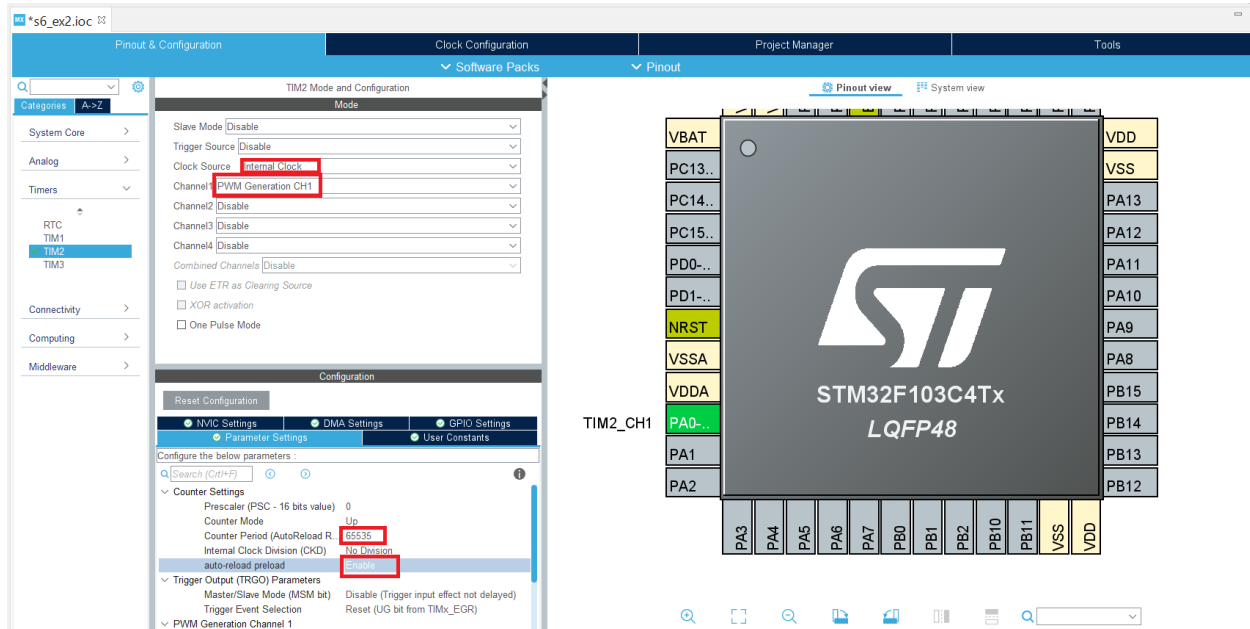 *s6_ex2.ioc
Pinout & Configuration
Clock Configuration
Project Manager
Tools
Software Packs
Pinout
Categories
A->Z
System Core
Analog
Timers
RTC
TIM1
TIM2
TIM3
Connectivity
Computing
Middleware
TIM2 Mode and Configuration
Mode
Slave Mode Disable
Trigger Source Disable
Clock Source Internal Clock
Channel1 PWM Generation CH1
Channel2 Disable
Channel3 Disable
Channel4 Disable
Combined Channels Disable
Use ETR as Clearing Source
XOR activation
One Pulse Mode
Configuration
Reset Configuration
NVIC Settings
DMA Settings
GPIO Settings
Parameter Settings
User Constants
Configure the below parameters :
Search (Crtl+F)
Counter Settings
Prescaler (PSC - 16 bits value) 0
Counter Mode Up
Counter Period (AutoReload R... 65535
Internal Clock Division (CKD) No Division
auto-reload preload Enable
Trigger Output (TRGO) Parameters
Master/Slave Mode (MSM bit) Disable (Trigger input effect not delayed)
Trigger Event Selection Reset (UG bit from TIMx_EGR)
PWM Generation Channel 1
Pinout view
System view
VBAT
PC13..
PC14..
PC15..
PD0-..
PD1-..
NRST
VSSA
VDDA
TIM2_CH1
PA0-..
PA1
PA2
STM32F103C4Tx
LQFP48
VDD
VSS
PA13
PA12
PA11
PA10
PA9
PA8
PB15
PB14
PB13
PB12
PA3
PA4
PA5
PA6
PA7
PB0
PB1
PB2
PB10
PB11
VSS
VDD